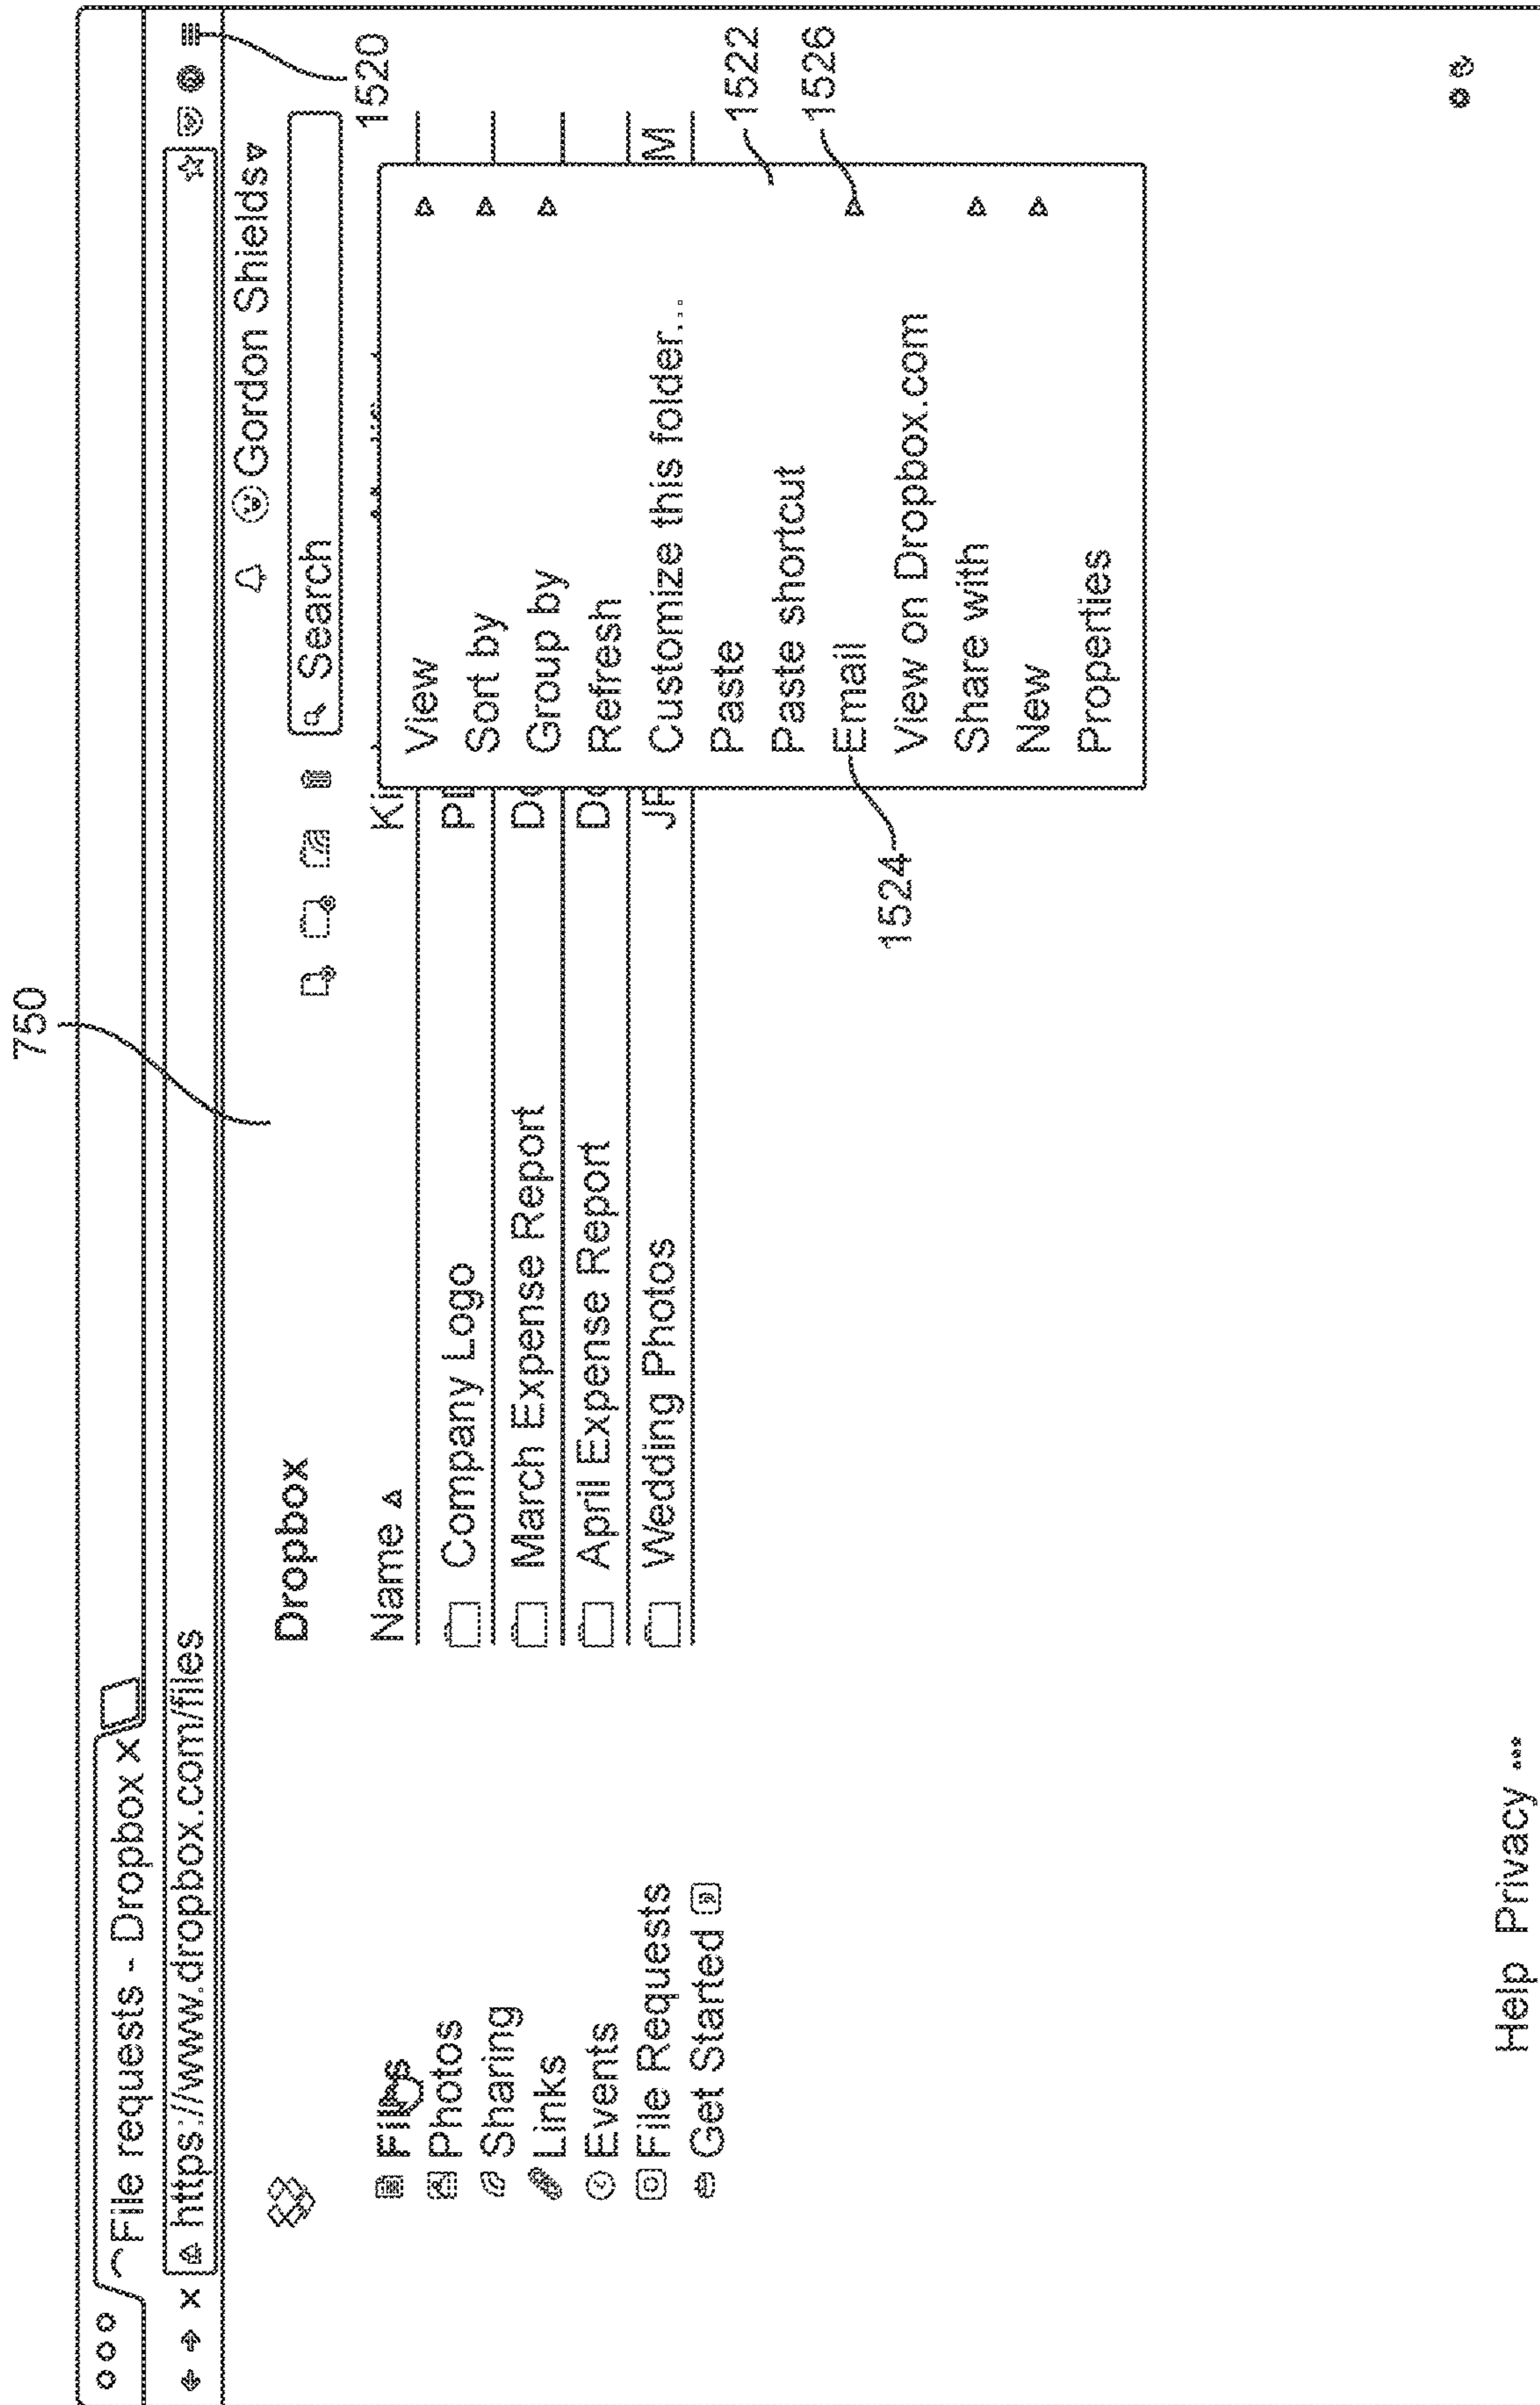 750
File requests - Dropbox x
https://www.dropbox.com/files
1520
Gordon Shields
Dropbox
Search
Files
Photos
Sharing
Links
Events
File Requests
Get Started
Name
Company Logo
March Expense Report
April Expense Report
Wedding Photos
M
View
Sort by
Group by
Refresh
Customize this folder...
Paste
Paste shortcut
Email
View on Dropbox.com
Share with
New
Properties
1522
1526
1524
Help Privacy ...